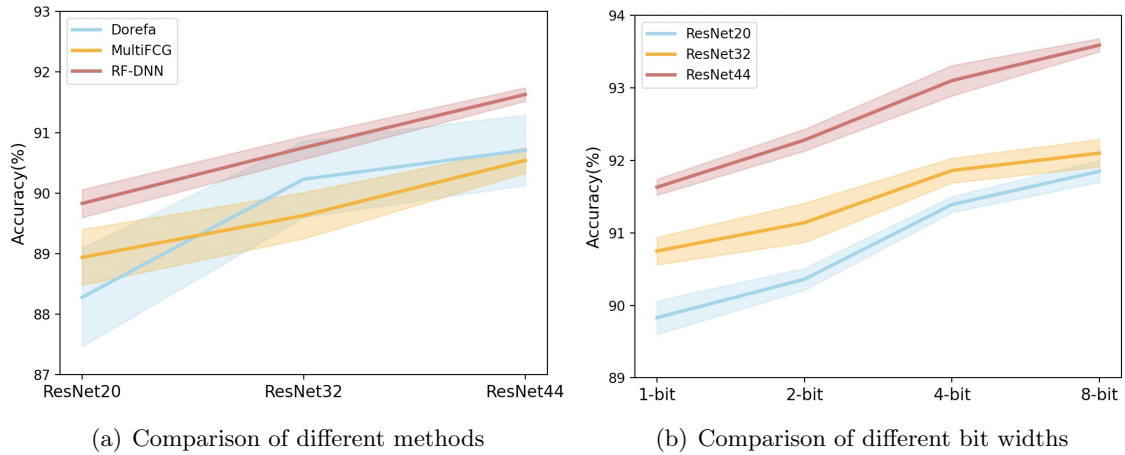 93
92
91
90
89
88
87
Accuracy(%)
Dorefa
MultiFCG
RF-DNN
ResNet20 ResNet32 ResNet44
(a) Comparison of different methods
94
93
92
91
90
89
Accuracy(%)
ResNet20
ResNet32
ResNet44
1-bit 2-bit 4-bit 8-bit
(b) Comparison of different bit widths